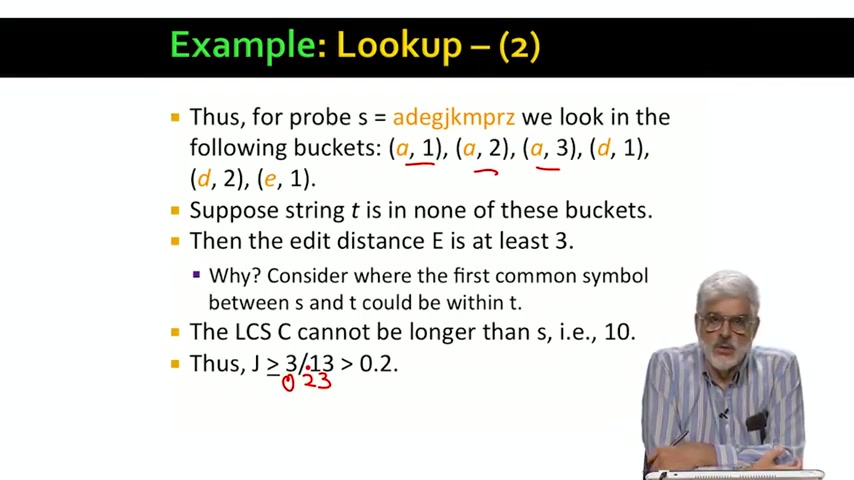 Example: Lookup – (2)
Thus, for probe s = adegjkmprz we look in the
following buckets: (a, 1), (a, 2), (a, 3), (d, 1),
(d, 2), (e, 1).
Suppose string t is in none of these buckets.
Then the edit distance E is at least 3.
Why? Consider where the first common symbol
between s and t could be within t.
The LCS C cannot be longer than s, i.e., 10.
Thus, J ≥ 3/13 > 0.2.
0.23